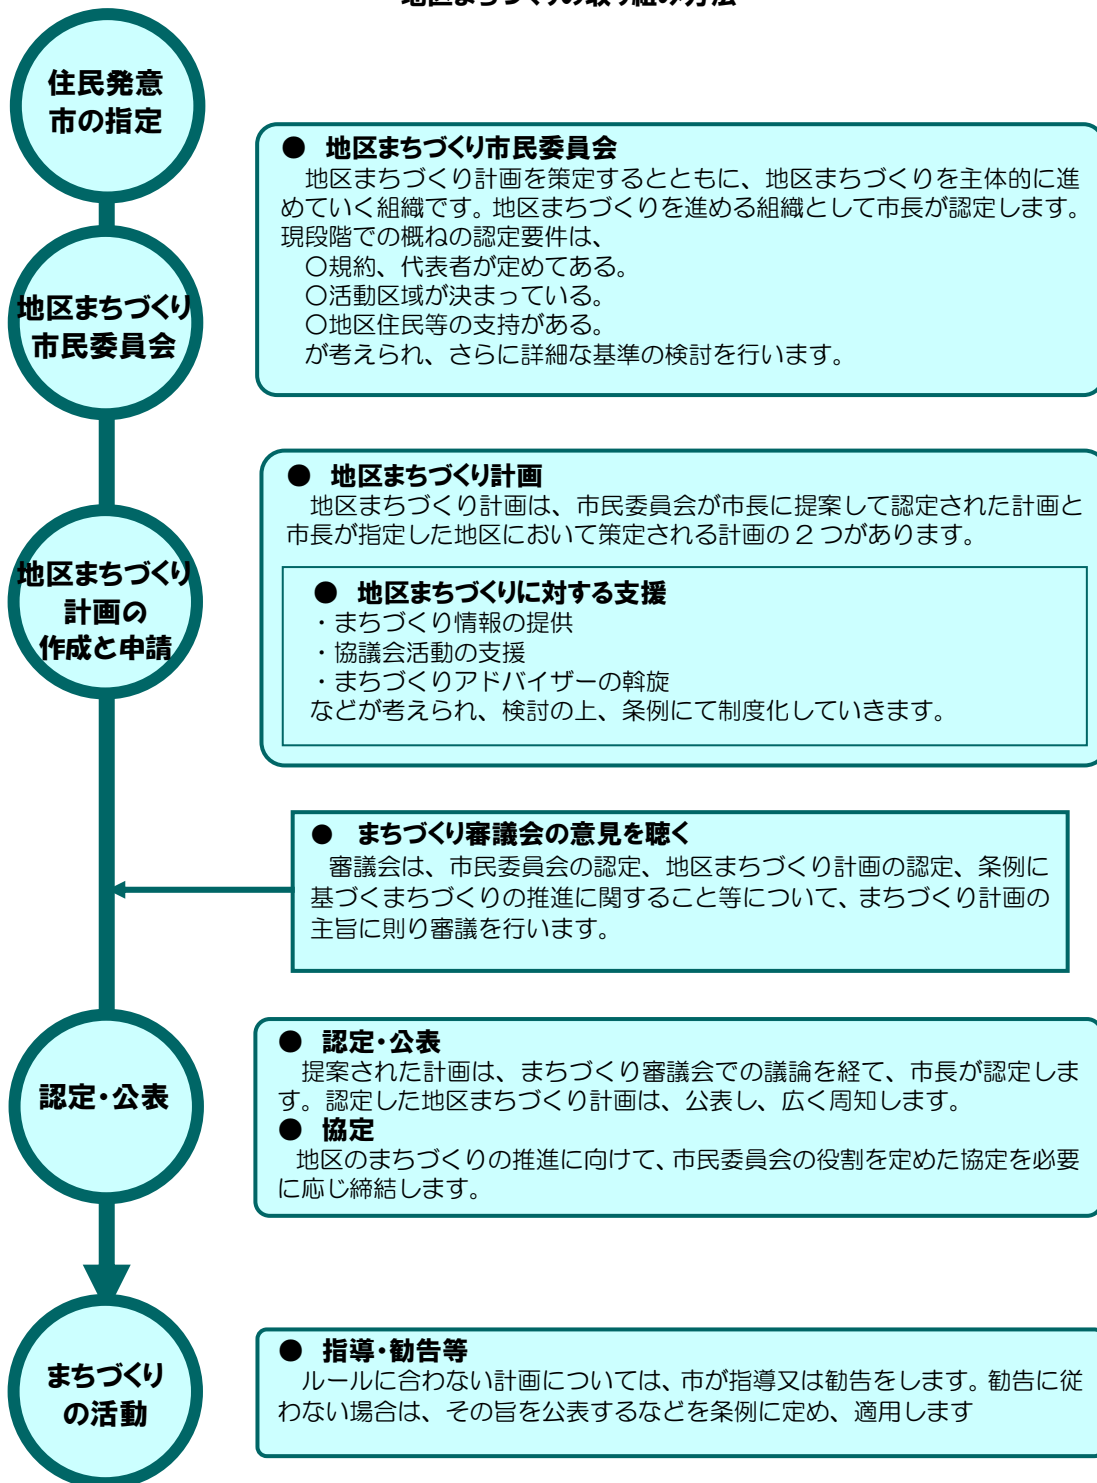 地区まちづくりの取り組み方法
住民発意
市の指定
● 地区まちづくり市民委員会
地区まちづくり計画を策定するとともに、地区まちづくりを主体的に進
めていく組織です。地区まちづくりを進める組織として市長が認定します。
現段階での概ねの認定要件は、
〇規約、代表者が定めてある。
〇活動区域が決まっている。
〇地区住民等の支持がある。
が考えられ、さらに詳細な基準の検討を行います。
地区まちづくり
市民委員会
● 地区まちづくり計画
地区まちづくり計画は、市民委員会が市長に提案して認定された計画と
市長が指定した地区において策定される計画の２つがあります。
● 地区まちづくりに対する支援
・まちづくり情報の提供
・協議会活動の支援
・まちづくりアドバイザーの斡旋
などが考えられ、検討の上、条例にて制度化していきます。
地区まちづくり
計画の
作成と申請
● まちづくり審議会の意見を聴く
審議会は、市民委員会の認定、地区まちづくり計画の認定、条例に
基づくまちづくりの推進に関すること等について、まちづくり計画の
主旨に則り審議を行います。
認定・公表
● 認定・公表
提案された計画は、まちづくり審議会での議論を経て、市長が認定しま
す。認定した地区まちづくり計画は、公表し、広く周知します。
● 協定
地区のまちづくりの推進に向けて、市民委員会の役割を定めた協定を必要
に応じ締結します。
まちづくり
の活動
● 指導・勧告等
ルールに合わない計画については、市が指導又は勧告をします。勧告に従
わない場合は、その旨を公表するなどを条例に定め、適用します